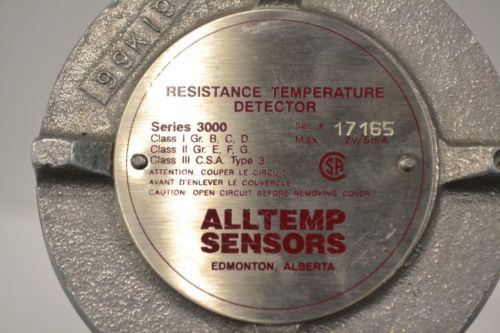 99K19
RESISTANCE TEMPERATURE
DETECTOR
Series 3000 Ser. # 17165
Class I Gr. B, C, D. Max 2v/5mA
Class II Gr. E, F, G.
Class III C.S.A. Type 3
ATTENTION COUPER LE CIRCUIT
AVANT D'ENLEVER LE COUVERCLE
CAUTION: OPEN CIRCUIT BEFORE REMOVING COVER
ALLTEMP
SENSORS
EDMONTON, ALBERTA